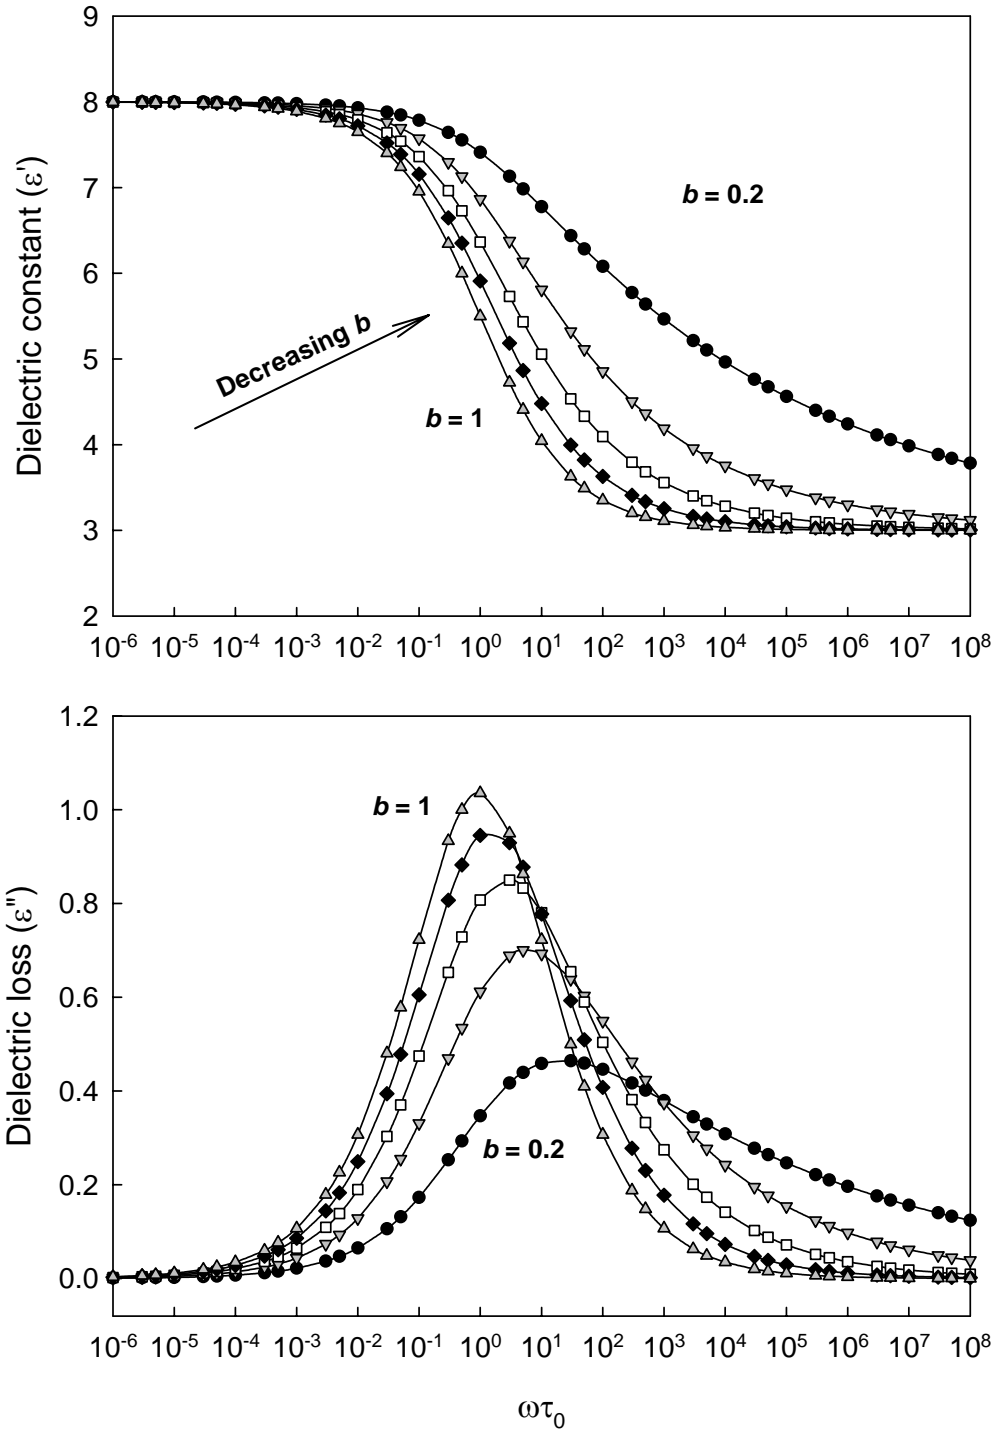 9
8
7
6
5
4
3
2
Dielectric constant (ε')
b = 0.2
Decreasing b
b = 1
10⁻⁶ 10⁻⁵ 10⁻⁴ 10⁻³ 10⁻² 10⁻¹ 10⁰ 10¹ 10² 10³ 10⁴ 10⁵ 10⁶ 10⁷ 10⁸
1.2
1.0
0.8
0.6
0.4
0.2
0.0
Dielectric loss (ε")
b = 1
b = 0.2
10⁻⁶ 10⁻⁵ 10⁻⁴ 10⁻³ 10⁻² 10⁻¹ 10⁰ 10¹ 10² 10³ 10⁴ 10⁵ 10⁶ 10⁷ 10⁸
ωτ₀